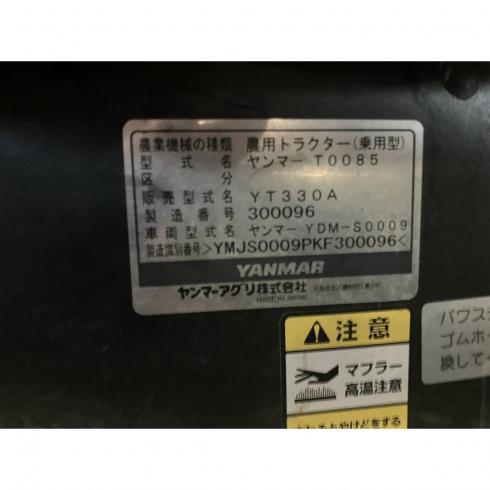 農業機械の種類 農用トラクター(乗用型)
型式名 ヤンマー T0085
区分
販売型式名 YT330A
製造番号 300096
車両型式名 ヤンマー YDM-S0009
製造識別番号>YMJS0009PKF300096<
YANMAR
ヤンマーアグリ株式会社
MADE IN JAPAN
注意
マフラー
高温注意
パワス
ゴムホー
換して